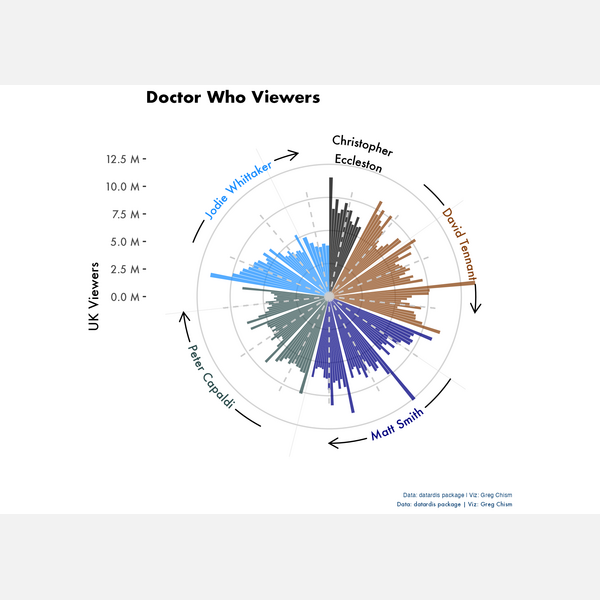 Doctor Who Viewers
Christopher
Eccleston
David Tennant
Matt Smith
Peter Capaldi
Jodie Whittaker
UK Viewers
12.5 M
10.0 M
7.5 M
5.0 M
2.5 M
0.0 M
Data: datardis package | Viz: Greg Chism
Data: datardis package | Viz: Greg Chism